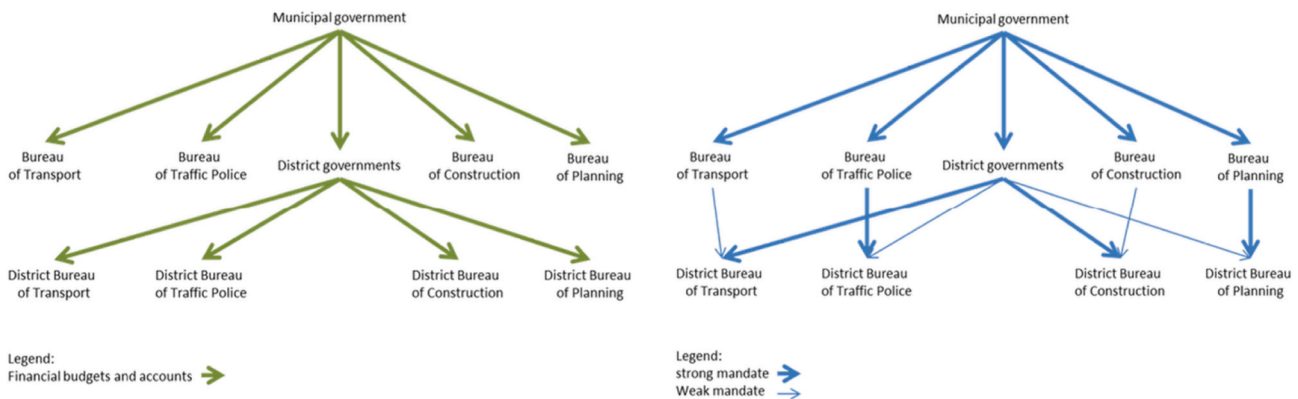 Municipal government
Bureau
of Transport
Bureau
of Traffic Police
District governments
Bureau
of Construction
Bureau
of Planning
District Bureau
of Transport
District Bureau
of Traffic Police
District Bureau
of Construction
District Bureau
of Planning
Legend:
Financial budgets and accounts
Municipal government
Bureau
of Transport
Bureau
of Traffic Police
District governments
Bureau
of Construction
Bureau
of Planning
District Bureau
of Transport
District Bureau
of Traffic Police
District Bureau
of Construction
District Bureau
of Planning
Legend:
strong mandate
Weak mandate